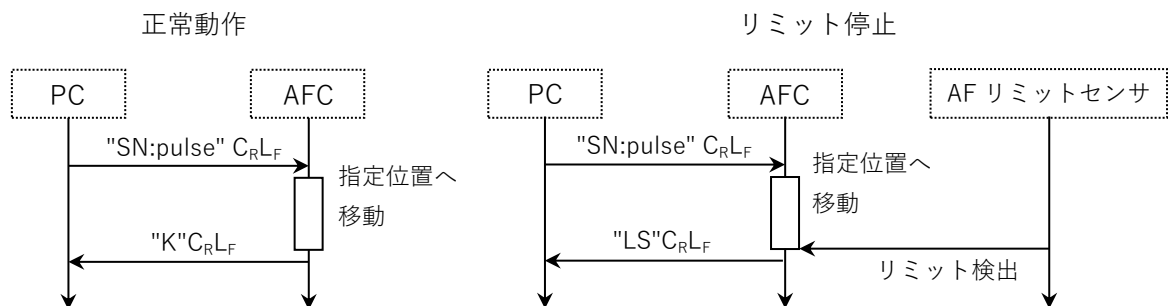 正常動作
PC
AFC
"SN:pulse" CRLF
指定位置へ
移動
"K"CRLF
リミット停止
PC
AFC
AF リミットセンサ
"SN:pulse" CRLF
指定位置へ
移動
"LS"CRLF
リミット検出